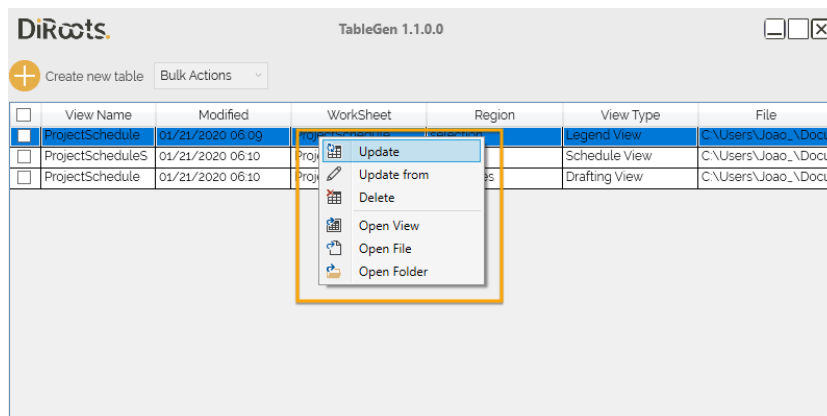 DiRoots.
TableGen 1.1.0.0
Create new table Bulk Actions
View Name Modified WorkSheet Region View Type File
ProjectSchedule 01/21/2020 06:09 ProjectSchedule selection Legend View C:\Users\Joao_\Docu
ProjectScheduleS 01/21/2020 06:10 Schedule View C:\Users\Joao_\Docu
ProjectSchedule 01/21/2020 06:10 Drafting View C:\Users\Joao_\Docu
Update
Update from
Delete
Open View
Open File
Open Folder